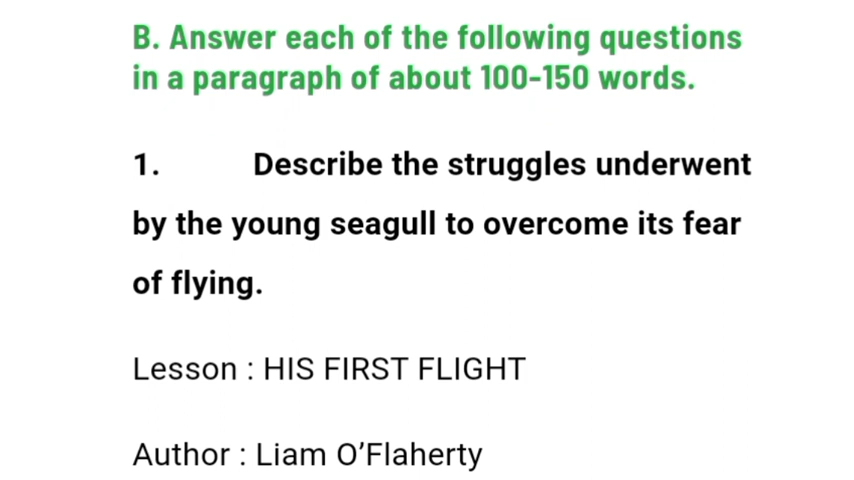 B. Answer each of the following questions
in a paragraph of about 100-150 words.
1. Describe the struggles underwent
by the young seagull to overcome its fear
of flying.
Lesson : HIS FIRST FLIGHT
Author : Liam O’Flaherty